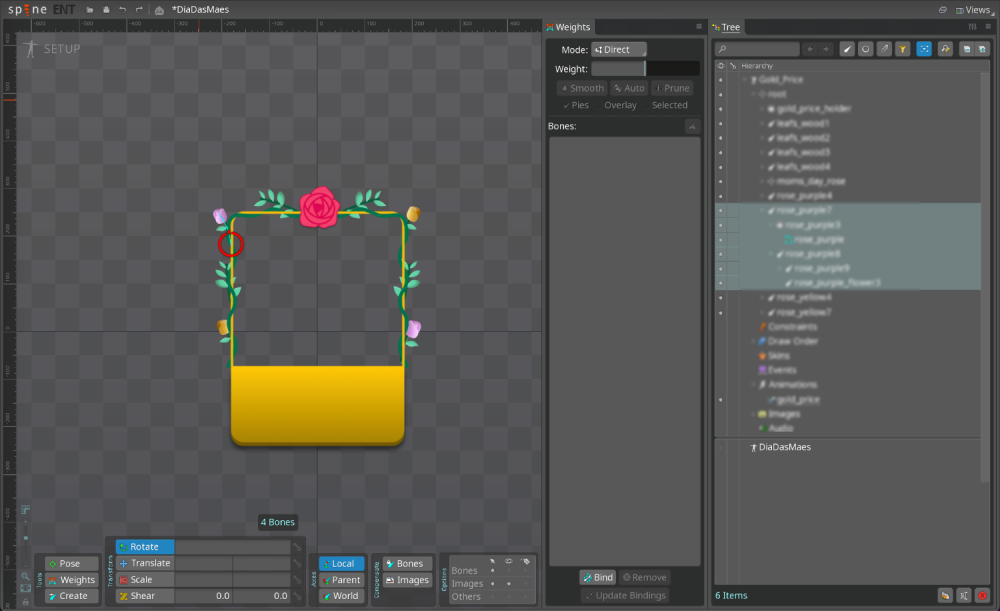 spine ENT
*DiaDasMaes
Views
SETUP
Weights
Mode: Direct
Weight:
Smooth Auto Prune
Pies Overlay Selected
Bones:
Bind Remove
Update Bindings
Tree
Hierarchy
Gold_Price
root
gold_price_holder
leafs_wood1
leafs_wood2
leafs_wood3
leafs_wood4
moms_day_rose
rose_purple4
rose_purple7
rose_purple3
rose_purple
rose_purple8
rose_purple9
rose_purple_flower3
rose_yellow4
rose_yellow7
Constraints
Draw Order
Skins
Events
Animations
gold_price
Images
Audio
DiaDasMaes
6 Items
4 Bones
Tools
Pose
Weights
Create
Transform
Rotate
Translate
Scale
Shear 0.0 0.0
Axes
Local
Parent
World
Compensate
Bones
Images
Options
Bones
Images
Others